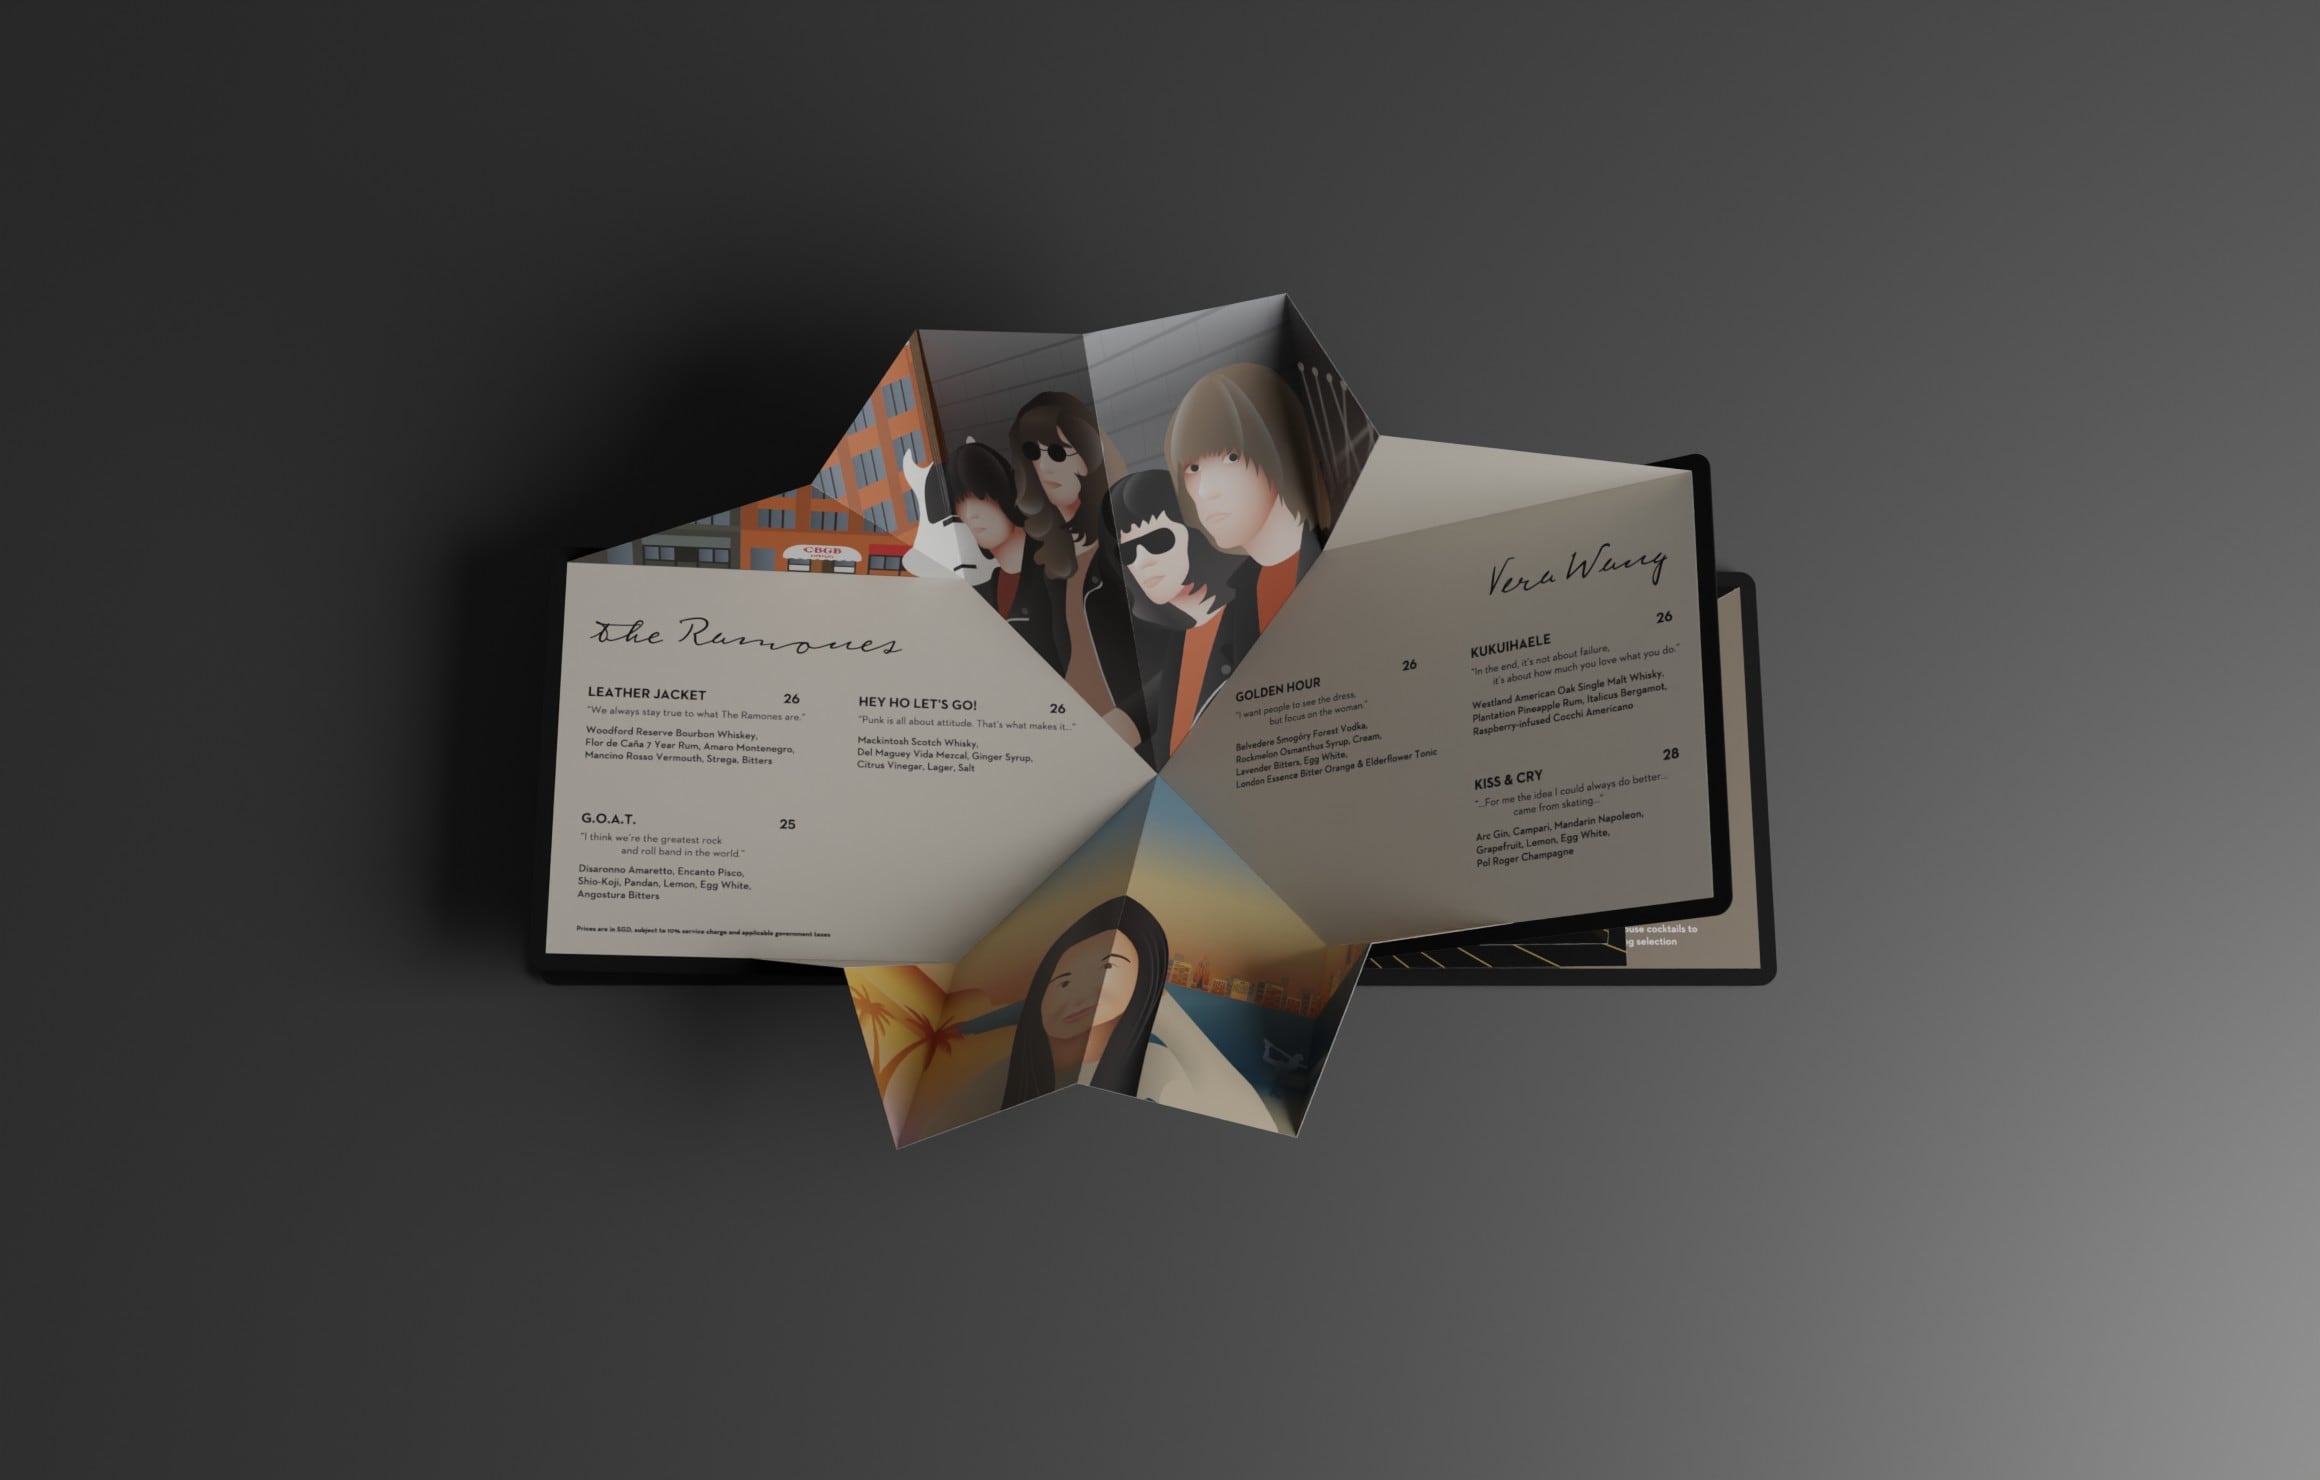 CBGB
The Ramones
LEATHER JACKET 26
"We always stay true to what The Ramones are."
Woodford Reserve Bourbon Whiskey,
Flor de Caña 7 Year Rum, Amaro Montenegro,
Mancino Rosso Vermouth, Strega, Bitters
G.O.A.T. 25
"I think we're the greatest rock
and roll band in the world."
Disaronno Amaretto, Encanto Pisco,
Shio-Koji, Pandan, Lemon, Egg White,
Angostura Bitters
Prices are in SGD, subject to 10% service charge and applicable government taxes
HEY HO LET'S GO! 26
"Punk is all about attitude. That's what makes it..."
Mackintosh Scotch Whisky,
Del Maguey Vida Mezcal, Ginger Syrup,
Citrus Vinegar, Lager, Salt
Vera Wang
GOLDEN HOUR 26
"I want people to see the dress,
but focus on the woman."
Belvedere Smogóry Forest Vodka,
Rockmelon Osmanthus Syrup, Cream,
Lavender Bitters, Egg White,
London Essence Bitter Orange & Elderflower Tonic
KUKUIHAELE 26
"In the end, it's not about failure,
it's about how much you love what you do."
Westland American Oak Single Malt Whisky,
Plantation Pineapple Rum, Italicus Bergamot,
Raspberry-infused Cocchi Americano
KISS & CRY 28
"...For me the idea I could always do better...
came from skating..."
Arc Gin, Campari, Mandarin Napoleon,
Grapefruit, Lemon, Egg White,
Pol Roger Champagne
cocktails to
selection